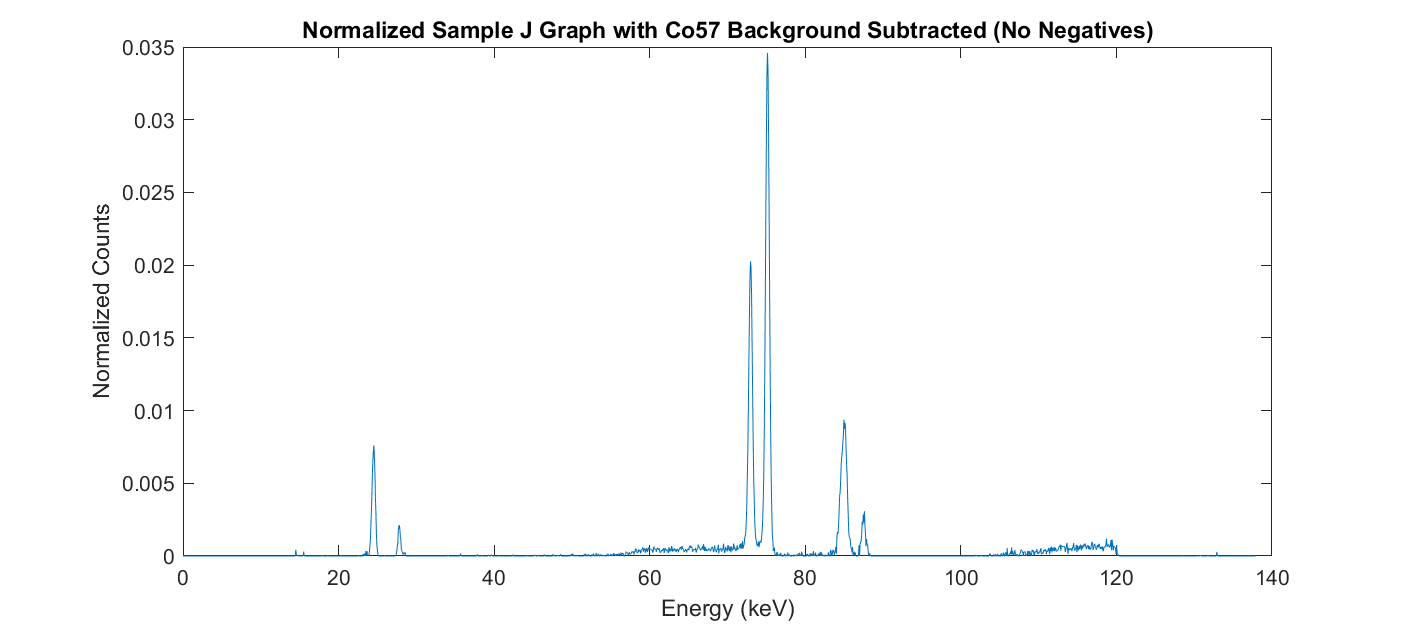 Normalized Sample J Graph with Co57 Background Subtracted (No Negatives)
0.035
0.03
0.025
0.02
0.015
0.01
0.005
0
Normalized Counts
0 20 40 60 80 100 120 140
Energy (keV)